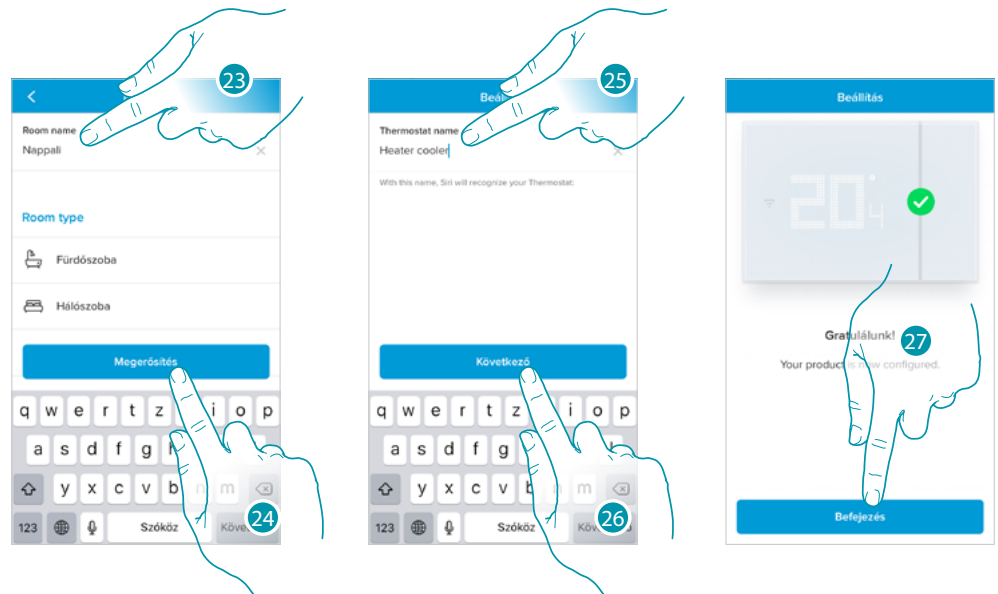 23
Room name
Nappali
Room type
Fürdőszoba
Hálószoba
Megerősítés
q w e r t z i o p
a s d f g
y x c v b n m
123 Szóköz
24
25
Thermostat name
Heater cooler
With this name, Siri will recognize your Thermostat:
Következő
q w e r t z i o p
a s d f g
y x c v b m
123 Szóköz
26
Beállítás
20.4
Gratulálunk!
27
Your product is now configured.
Befejezés